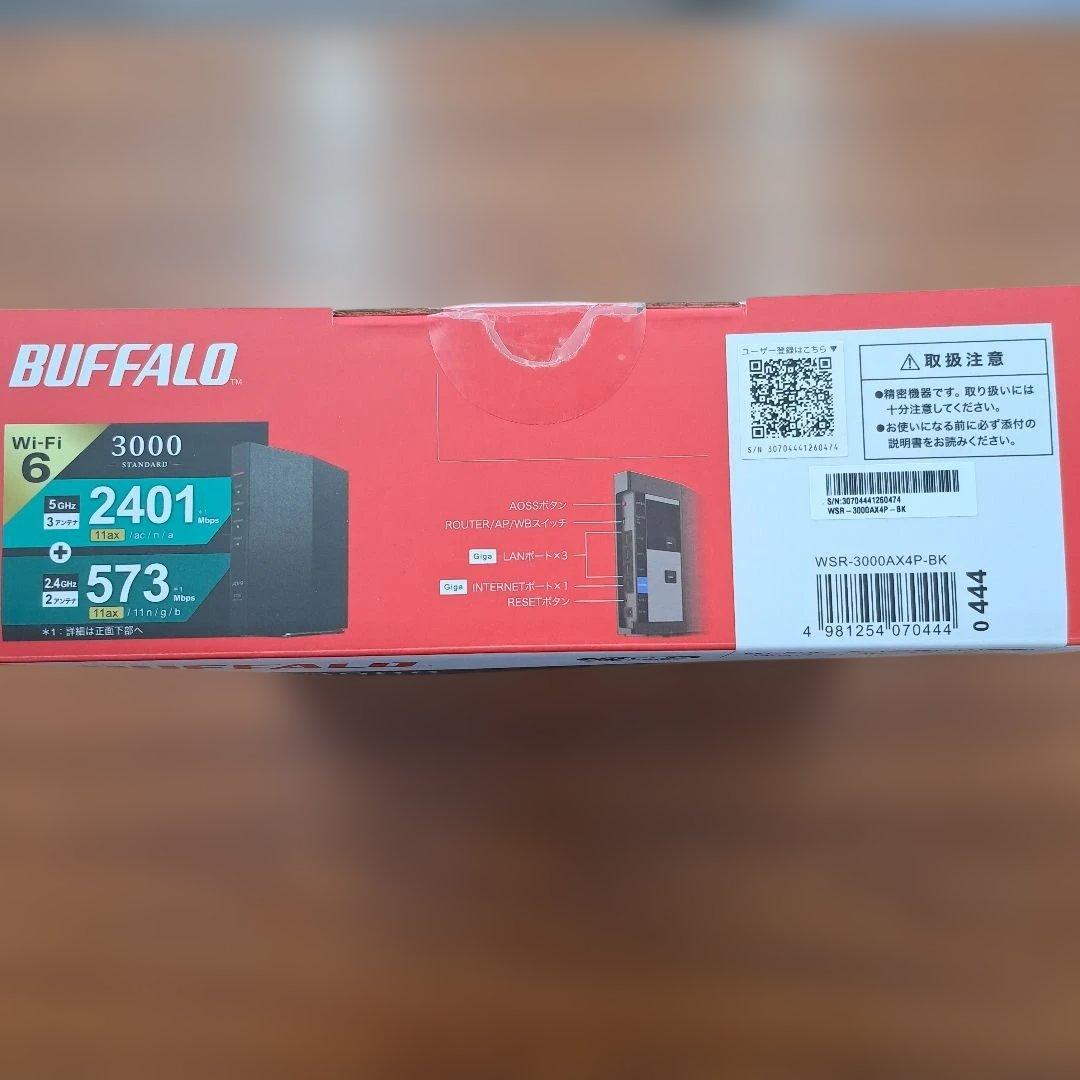 BUFFALO™
Wi-Fi
6
3000
STANDARD
5GHz
3アンテナ
2401
*1
Mbps
11ax /ac/n/a
+
2.4GHz
2アンテナ
573
*1
Mbps
11ax /11n/g/b
*1：詳細は正面下部へ
AOSSボタン
ROUTER/AP/WBスイッチ
Giga LANポート×3
Giga INTERNETポート×1
RESETボタン
ユーザー登録はこちら▼
S/N 30704441260474
⚠取扱注意
●精密機器です。取り扱いには
十分注意してください。
●お使いになる前に必ず添付の
説明書をお読みください。
S/N:30704441260474
WSR-3000AX4P-BK
WSR-3000AX4P-BK
4 981254 070444
0 444